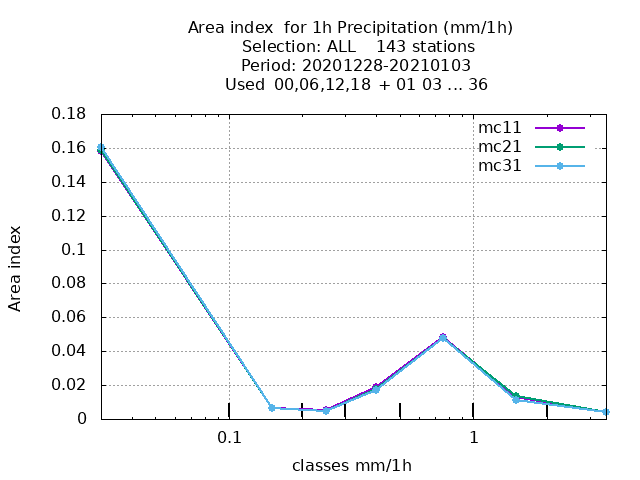 Area index  for 1h Precipitation (mm/1h)
Selection: ALL    143 stations
Period: 20201228-20210103
Used  00,06,12,18  + 01 03 ... 36
0.18
mc11
0.16
mc21
mc31
0.14
0.12
0.1
0.08
0.06
0.04
0.02
0
Area index
0.1
1
classes mm/1h